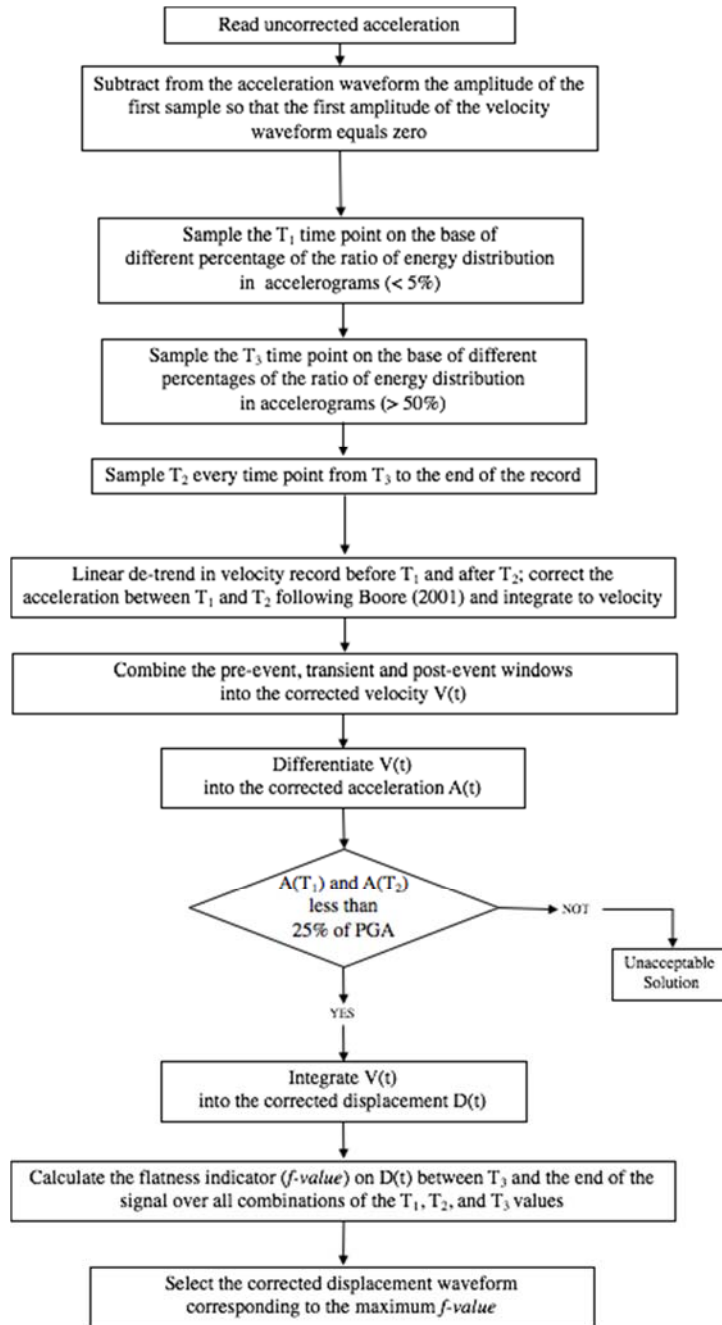 Read uncorrected acceleration
Subtract from the acceleration waveform the amplitude of the
first sample so that the first amplitude of the velocity
waveform equals zero
Sample the T₁ time point on the base of
different percentage of the ratio of energy distribution
in accelerograms (< 5%)
Sample the T₃ time point on the base of different
percentages of the ratio of energy distribution
in accelerograms (> 50%)
Sample T₂ every time point from T₃ to the end of the record
Linear de-trend in velocity record before T₁ and after T₂; correct the
acceleration between T₁ and T₂ following Boore (2001) and integrate to velocity
Combine the pre-event, transient and post-event windows
into the corrected velocity V(t)
Differentiate V(t)
into the corrected acceleration A(t)
A(T₁) and A(T₂)
less than
25% of PGA
NOT
Unacceptable
Solution
YES
Integrate V(t)
into the corrected displacement D(t)
Calculate the flatness indicator (f-value) on D(t) between T₃ and the end of the
signal over all combinations of the T₁, T₂, and T₃ values
Select the corrected displacement waveform
corresponding to the maximum f-value